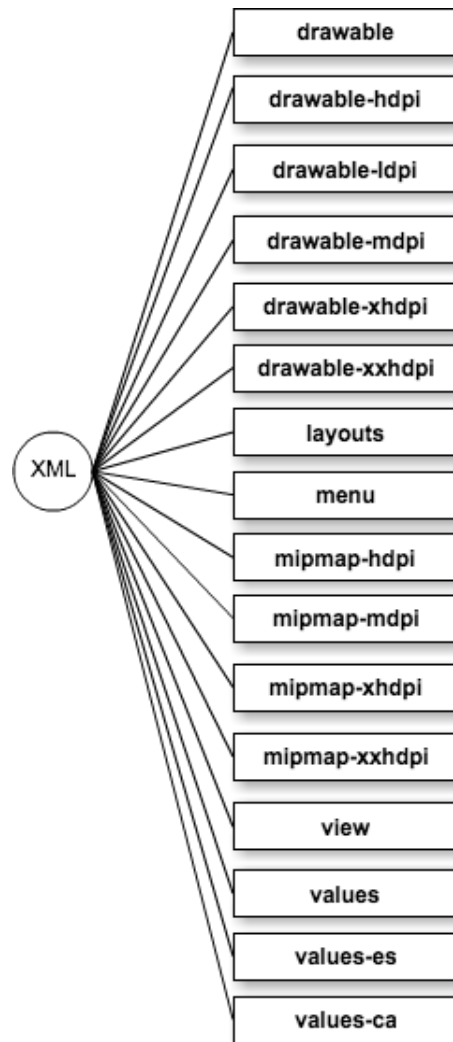 drawable
drawable-hdpi
drawable-ldpi
drawable-mdpi
drawable-xhdpi
drawable-xxhdpi
layouts
XML
menu
mipmap-hdpi
mipmap-mdpi
mipmap-xhdpi
mipmap-xxhdpi
view
values
values-es
values-ca